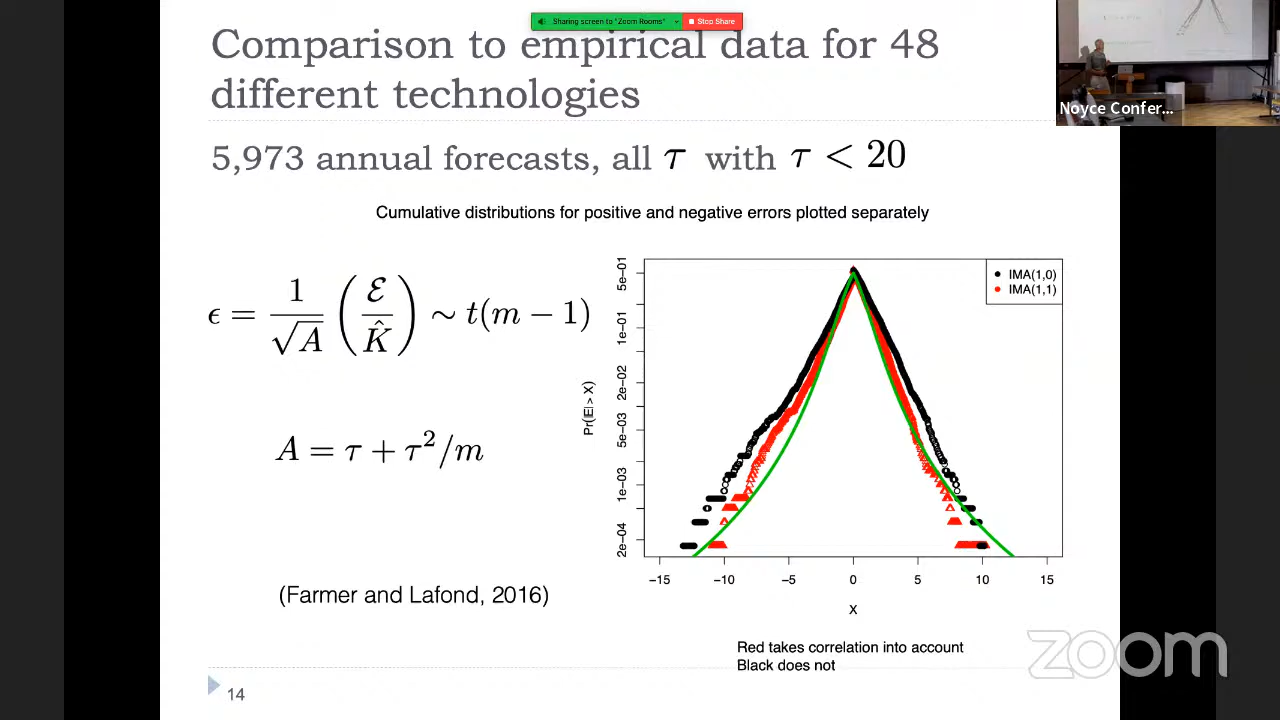 Sharing screen to "Zoom Rooms"
Stop Share
Comparison to empirical data for 48
different technologies
Noyce Confer...
5,973 annual forecasts, all τ with τ < 20
Cumulative distributions for positive and negative errors plotted separately
ϵ = 1/√A (ℰ/K̂) ∼ t(m − 1)
A = τ + τ²/m
(Farmer and Lafond, 2016)
IMA(1,0)
IMA(1,1)
Pr(|E| > X)
5e−01
1e−01
2e−02
5e−03
1e−03
2e−04
−15 −10 −5 0 5 10 15
X
Red takes correlation into account
Black does not
zoom
14